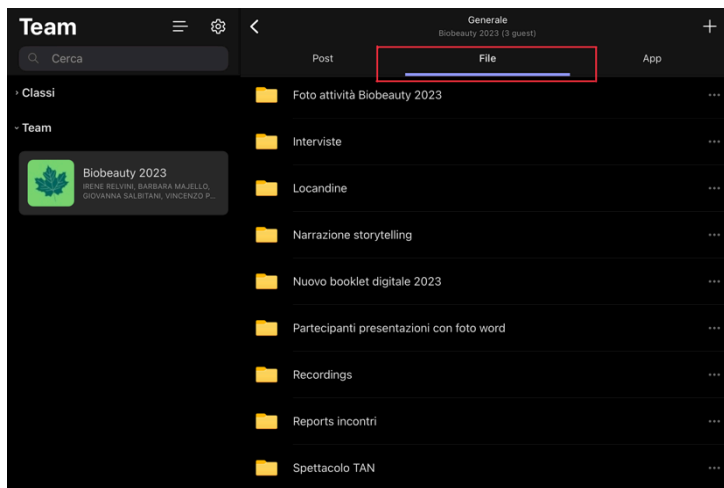 Team
Cerca
Classi
Team
Biobeauty 2023
IRENE RELVINI, BARBARA MAJELLO,
GIOVANNA SALBITANI, VINCENZO P...
Generale
Biobeauty 2023 (3 guest)
Post
File
App
Foto attività Biobeauty 2023
Interviste
Locandine
Narrazione storytelling
Nuovo booklet digitale 2023
Partecipanti presentazioni con foto word
Recordings
Reports incontri
Spettacolo TAN